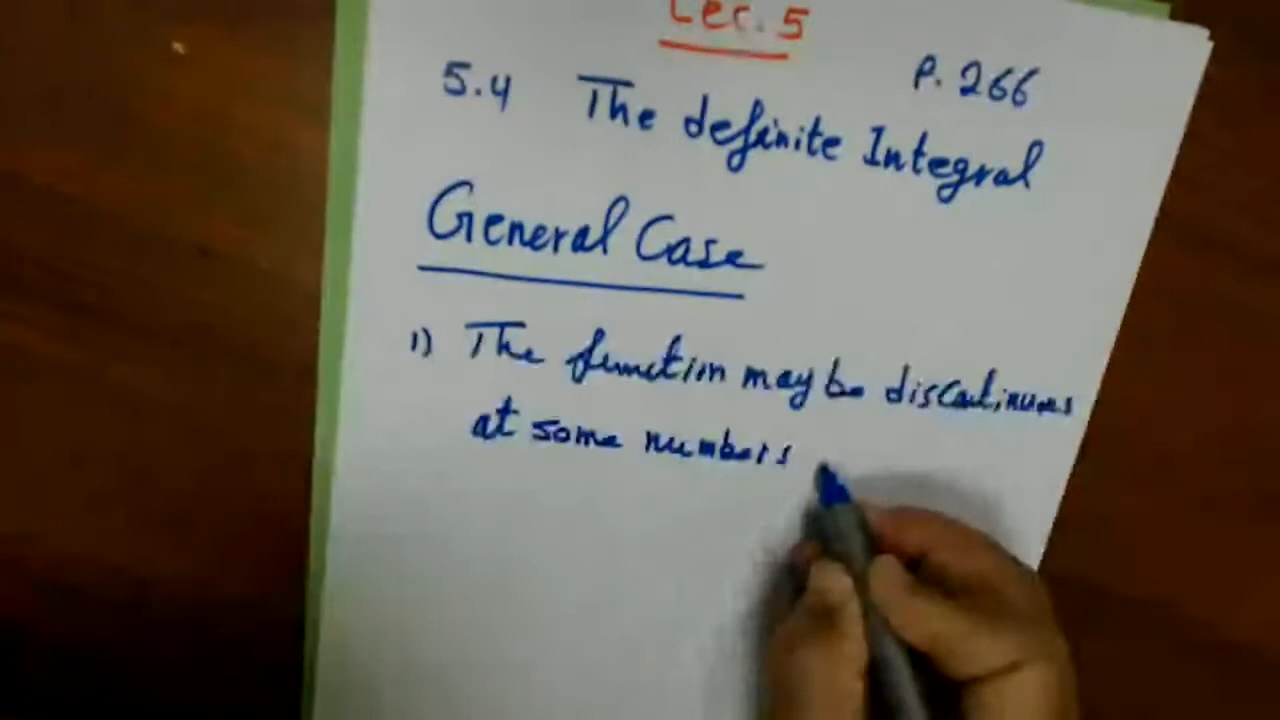 Lec. 5
P. 266
5.4 The definite Integral
General Case
1) The function may be discontinuous
at some numbers